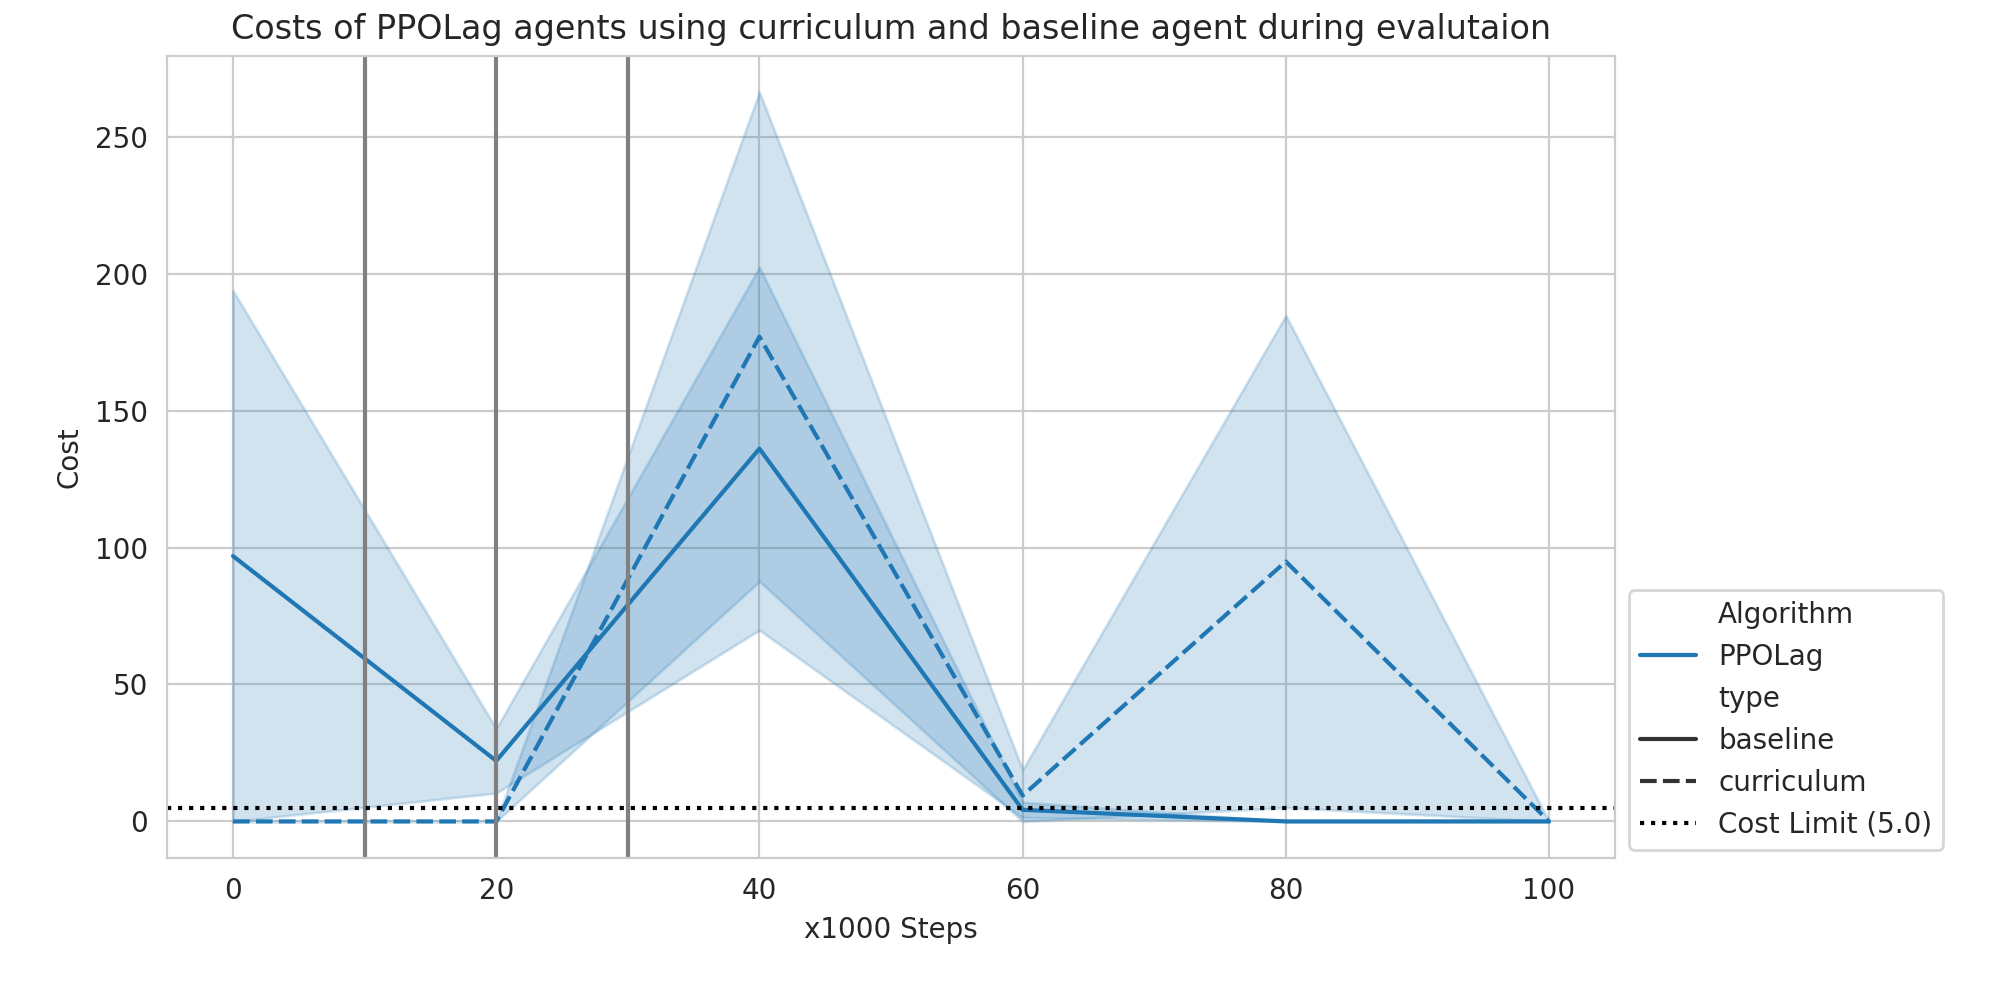 Costs of PPOLag agents using curriculum and baseline agent during evalutaion
250
200
150
100
50
0
Cost
0 20 40 60 80 100
x1000 Steps
Algorithm
PPOLag
type
baseline
curriculum
Cost Limit (5.0)